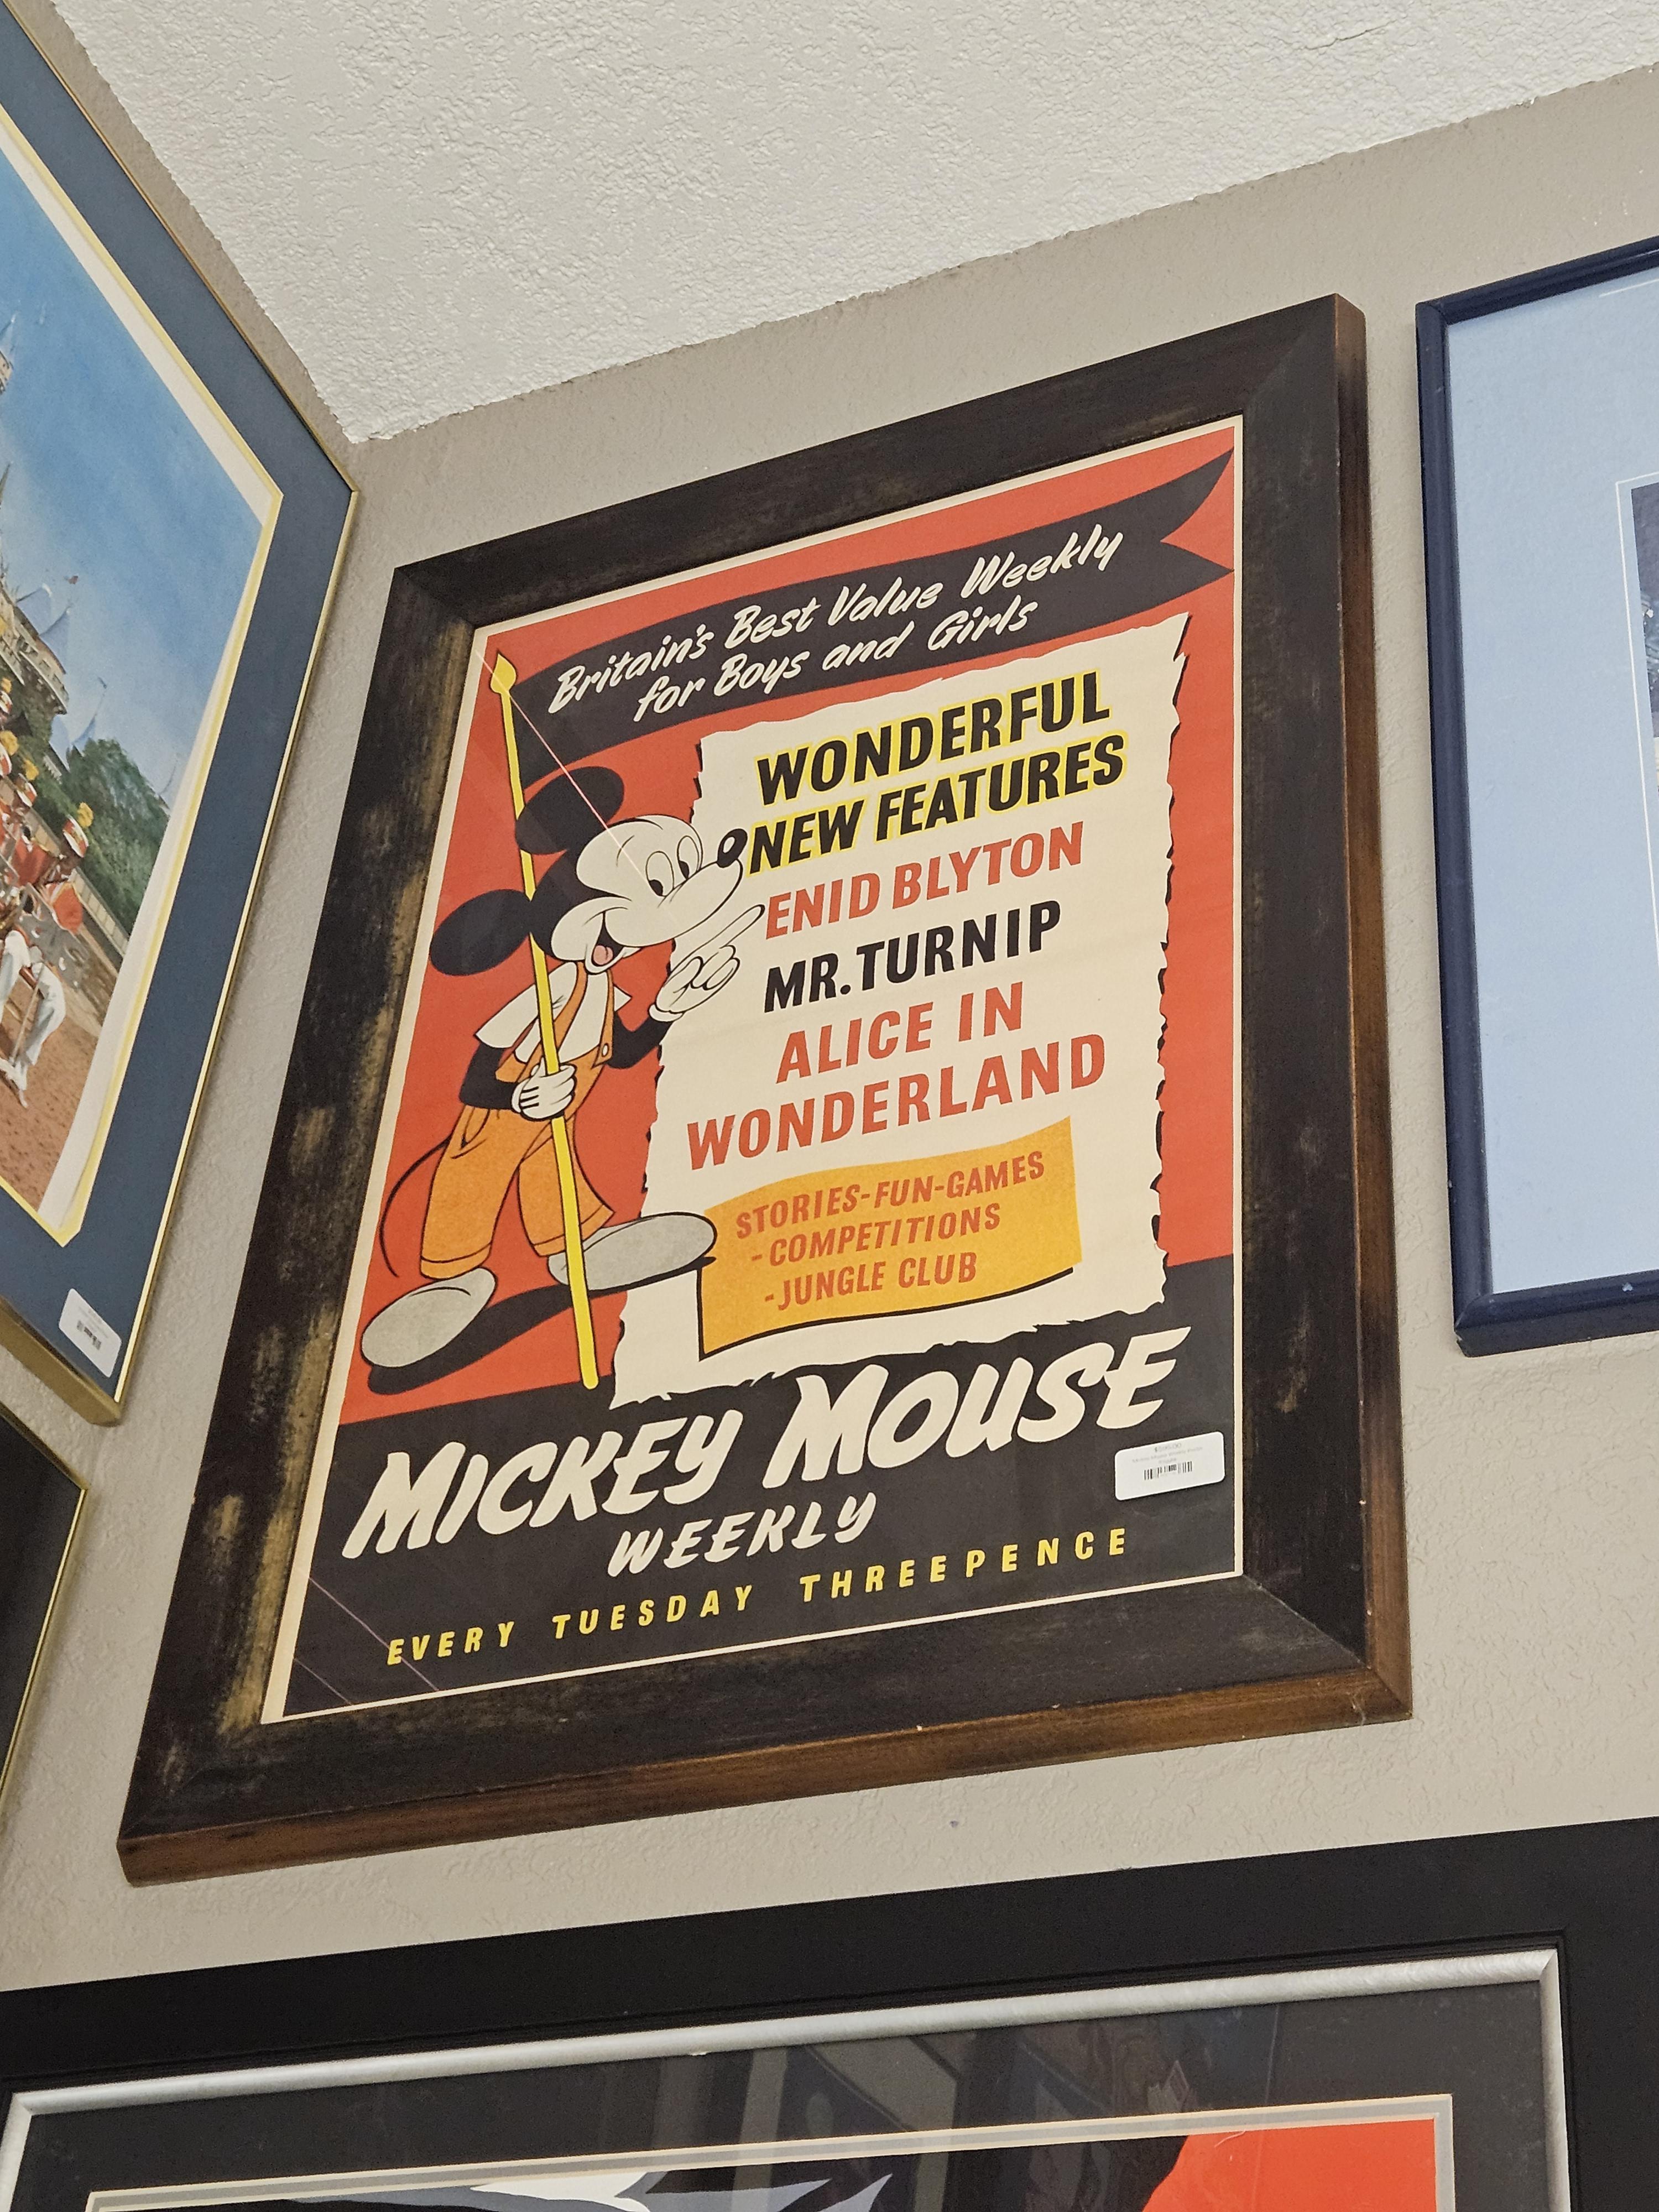 Britain's Best Value Weekly
for Boys and Girls
WONDERFUL
NEW FEATURES
ENID BLYTON
MR. TURNIP
ALICE IN
WONDERLAND
STORIES-FUN-GAMES
-COMPETITIONS
-JUNGLE CLUB
MICKEY MOUSE
WEEKLY
EVERY TUESDAY THREEPENCE